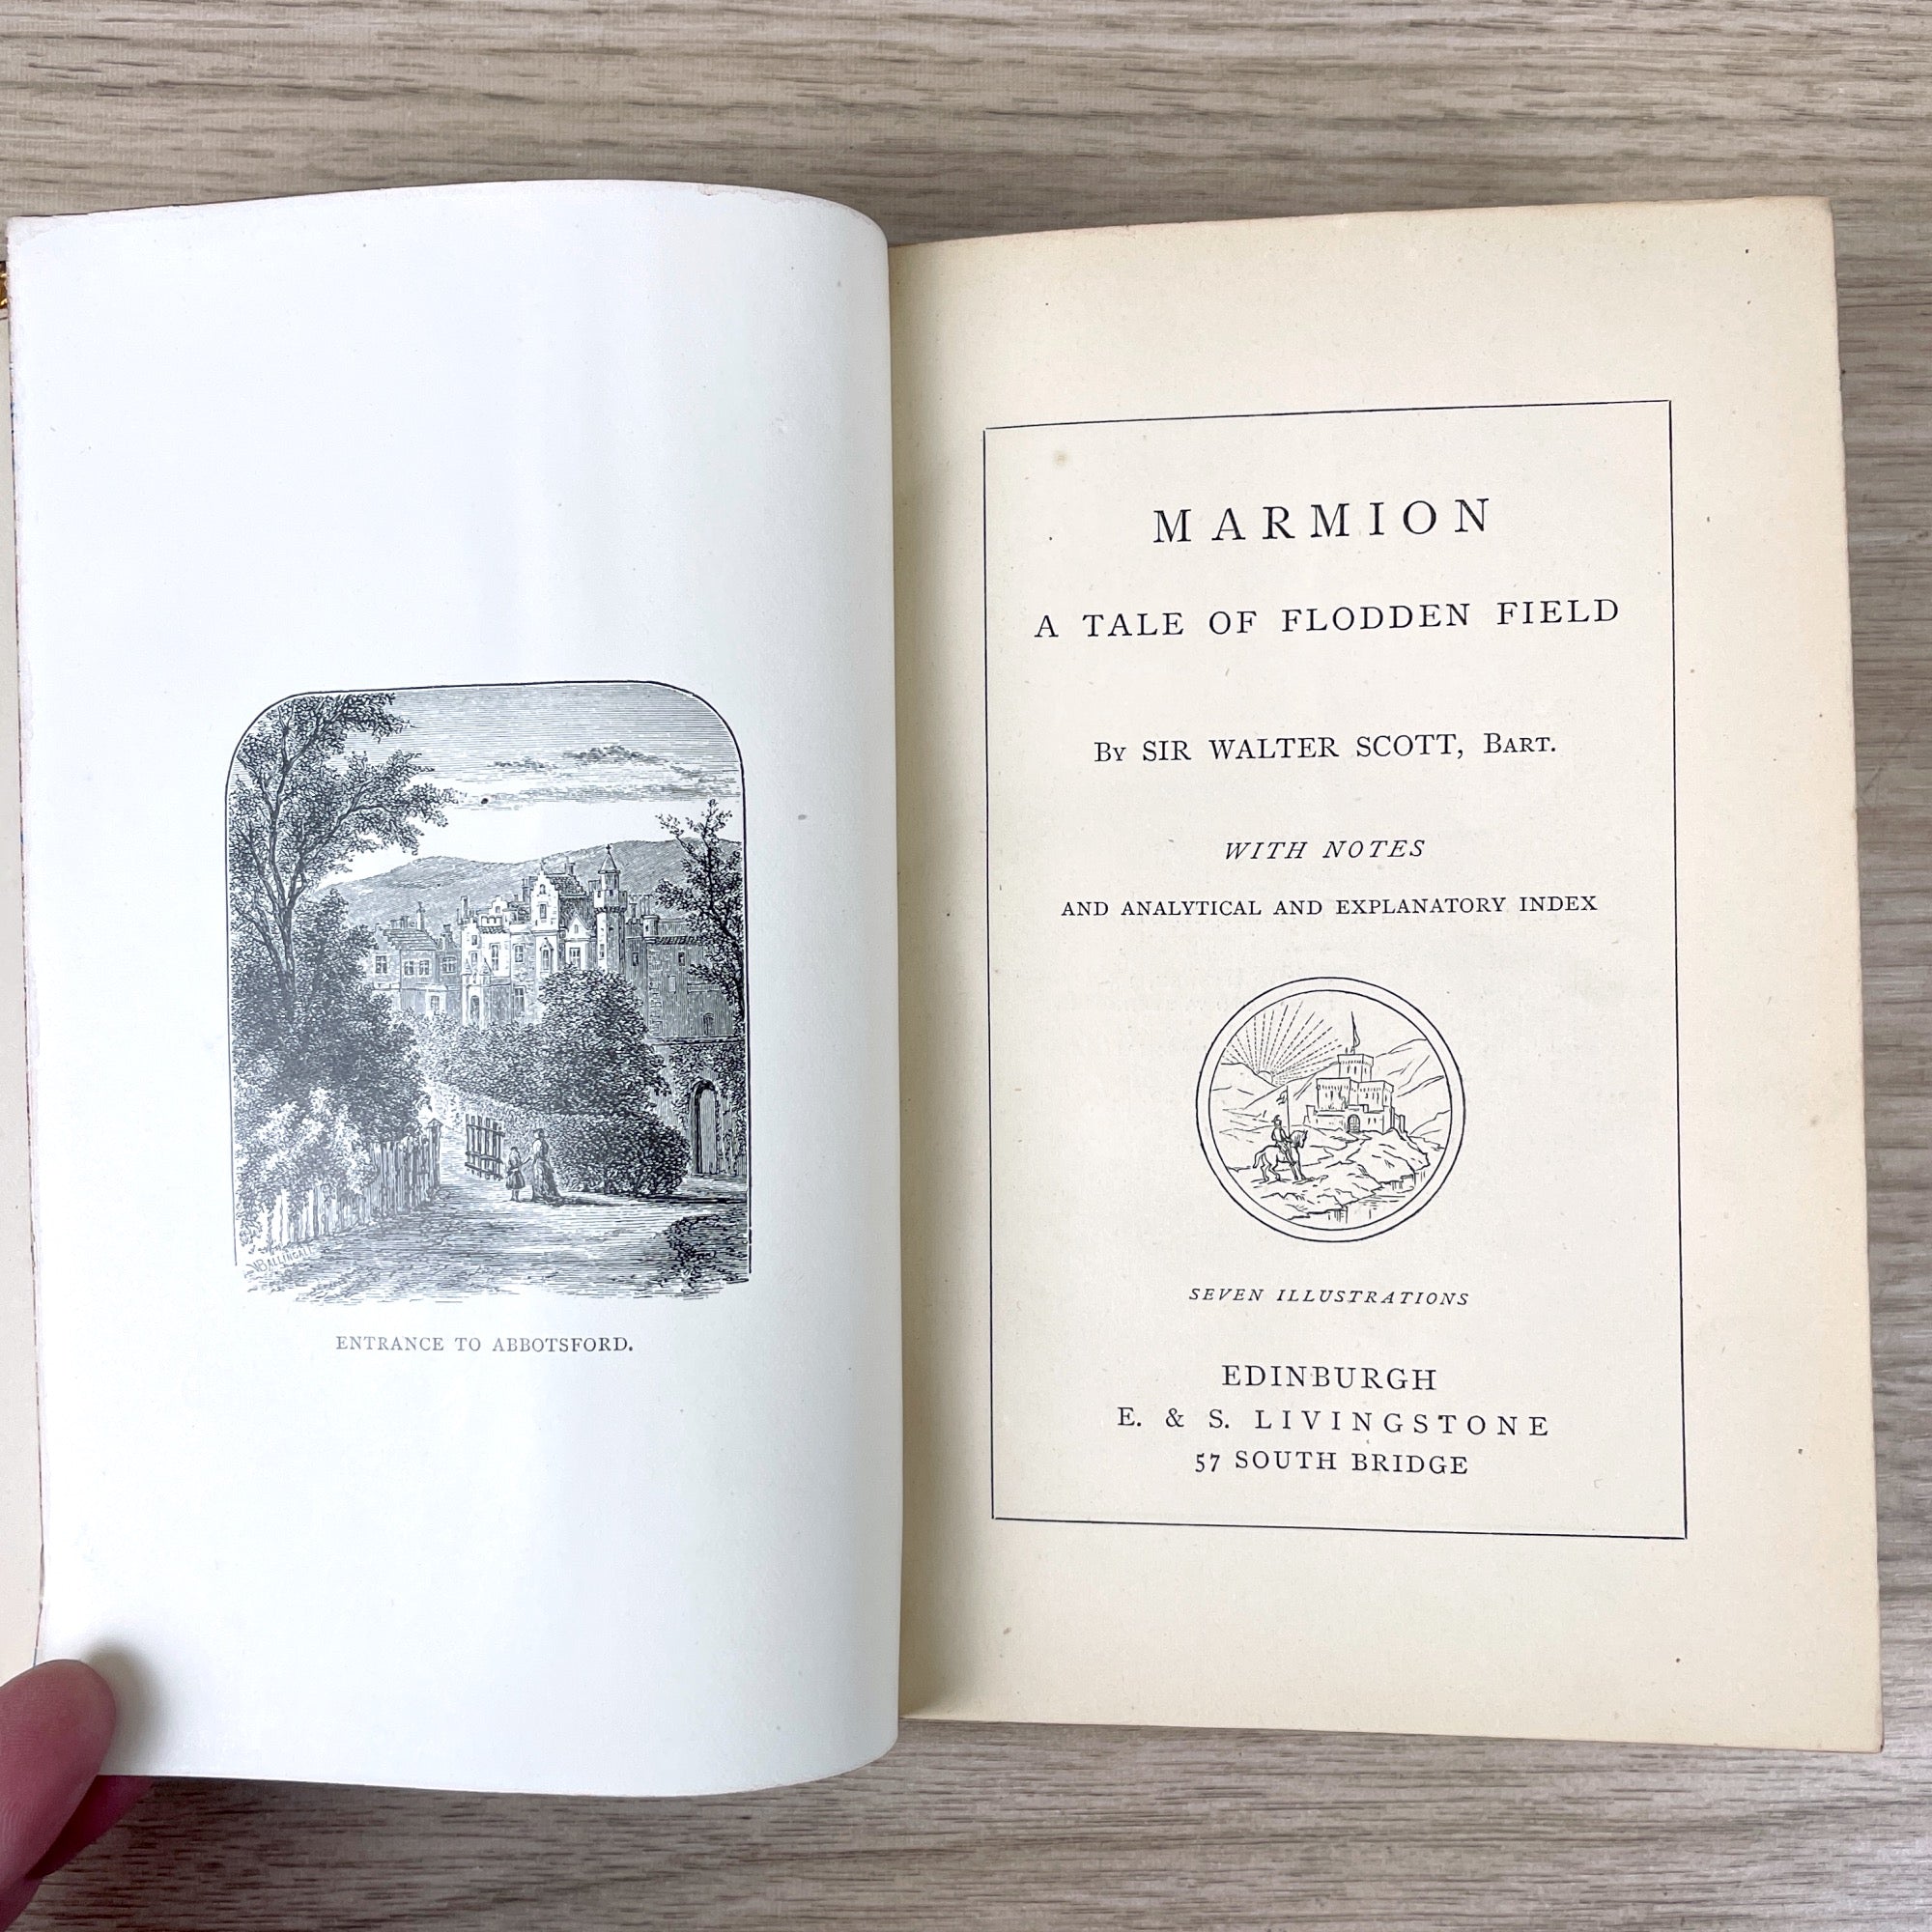 W BALLINGALL
ENTRANCE TO ABBOTSFORD.
MARMION
A TALE OF FLODDEN FIELD
By SIR WALTER SCOTT, Bart.
WITH NOTES
AND ANALYTICAL AND EXPLANATORY INDEX
SEVEN ILLUSTRATIONS
EDINBURGH
E. & S. LIVINGSTONE
57 SOUTH BRIDGE